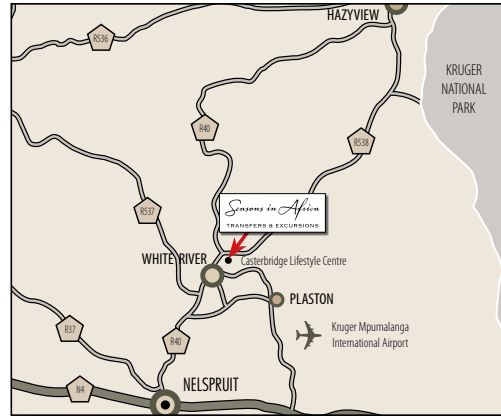 HAZYVIEW
R536
KRUGER
NATIONAL
PARK
R40
R538
Seasons in Africa
TRANSFERS & EXCURSIONS
R537
WHITE RIVER
Casterbridge Lifestyle Centre
PLASTON
Kruger Mpumalanga
International Airport
R37
R40
N4
NELSPRUIT